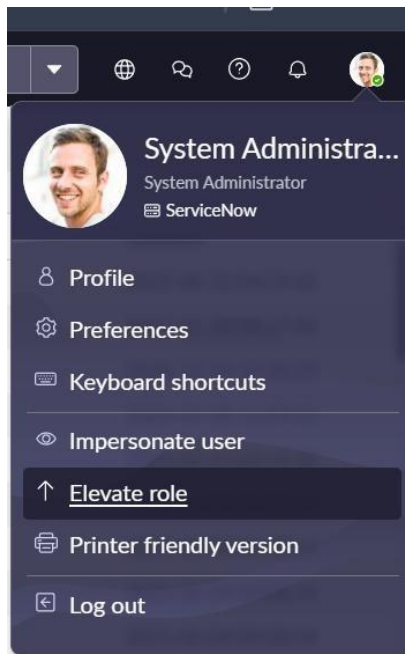 System Administra...
System Administrator
ServiceNow
Profile
Preferences
Keyboard shortcuts
Impersonate user
Elevate role
Printer friendly version
Log out